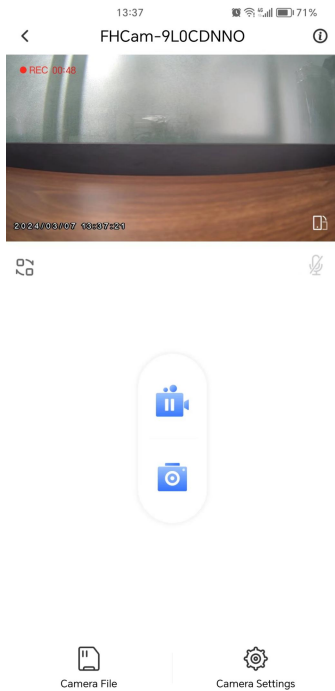 13:37
71%
FHCam-9L0CDNNO
REC 00:48
2024/03/07 13:37:21
Camera File
Camera Settings